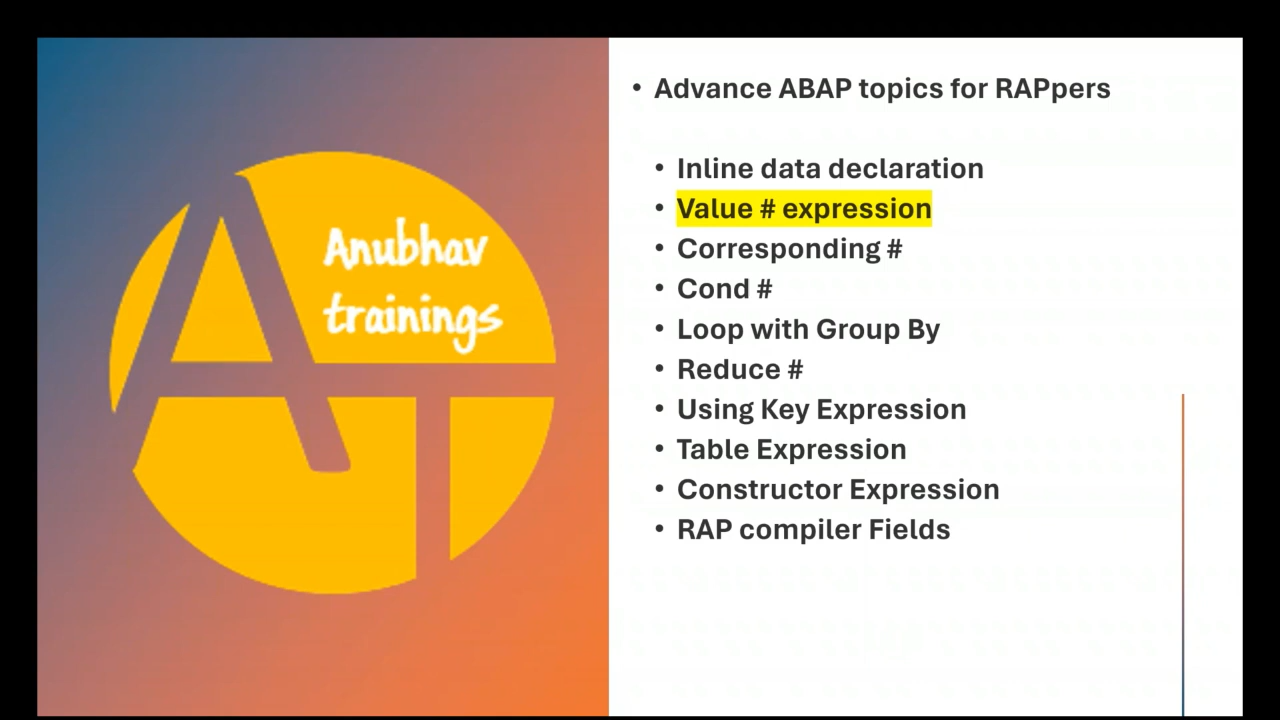 Anubhav
trainings
• Advance ABAP topics for RAPpers
• Inline data declaration
• Value # expression
• Corresponding #
• Cond #
• Loop with Group By
• Reduce #
• Using Key Expression
• Table Expression
• Constructor Expression
• RAP compiler Fields